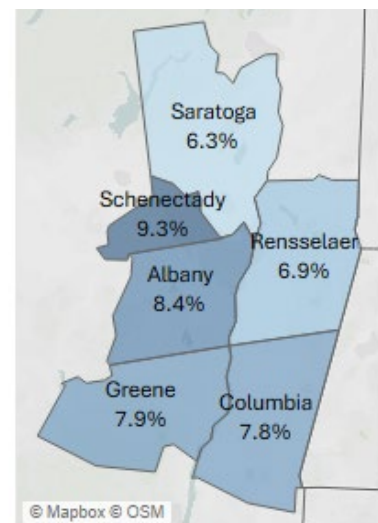 Saratoga
6.3%
Schenectady
9.3%
Rensselaer
6.9%
Albany
8.4%
Greene
7.9%
Columbia
7.8%
© Mapbox © OSM